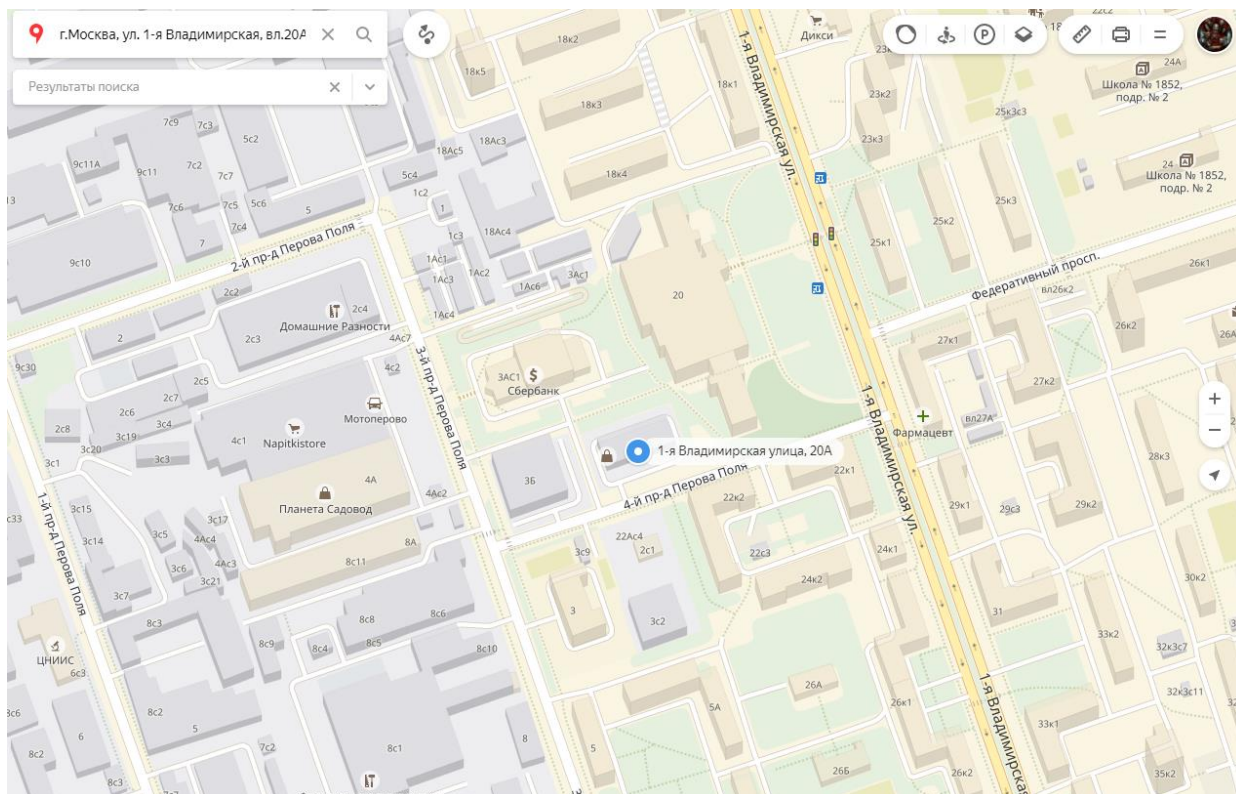 г.Москва, ул. 1-я Владимирская, вл.20А
Результаты поиска
1-я Владимирская ул.
Дикси
24А
Школа № 1852,
подр. № 2
18к2
18к5
18к3
18к1
23к2
23к3
25к3с3
24
Школа № 1852,
подр. № 2
7с9
7с3
5с2
18Ас3
18Ас5
9с11А
9с11
7с2
7с7
5с4
18к4
1с2
7с6
7с5
5с6
5
7с4
7
1
1с3
18Ас4
25к2
25к3
25к1
9с10
2-й пр-д Перова Поля
1Ас1
1Ас3
1Ас2
3Ас1
1Ас6
1Ас4
20
Федеративный просп.
26к1
вл26к2
26к2
2с2
2с4
Домашние Разности
2
2с3
4Ас7
3-й пр-д Перова Поля
27к1
27к2
9с30
2с5
4с2
3АС1
Сбербанк
2с7
2с6
Мотоперово
1-я Владимирская ул.
Фармацевт
вл27А
2с8
3с4
3с19
3с20
4с1
Napitkistore
1-я Владимирская улица, 20А
3с1
3с3
28к3
4А
3Б
4-й пр-д Перова Поля
22к1
22к2
4Ас2
Планета Садовод
1-й пр-д Перова Поля
с33
3с15
3с17
3с5
4Ас4
3с14
8А
22Ас4
2с1
3с9
22с3
24к1
29к1
29с3
29к2
3с6
4Ас3
3с21
8с11
24к2
30к2
3с7
3
31
8с3
8с8
8с6
3с2
33к2
ЦНИИС
6с3
8с9
8с4
8с5
8с10
32к3с7
26А
32к3с11
8с6
8с2
5А
26к1
1-я Владимирская
33к1
6
5
8с2
7с2
8с1
8
5
26Б
26к2
35к2
8с3